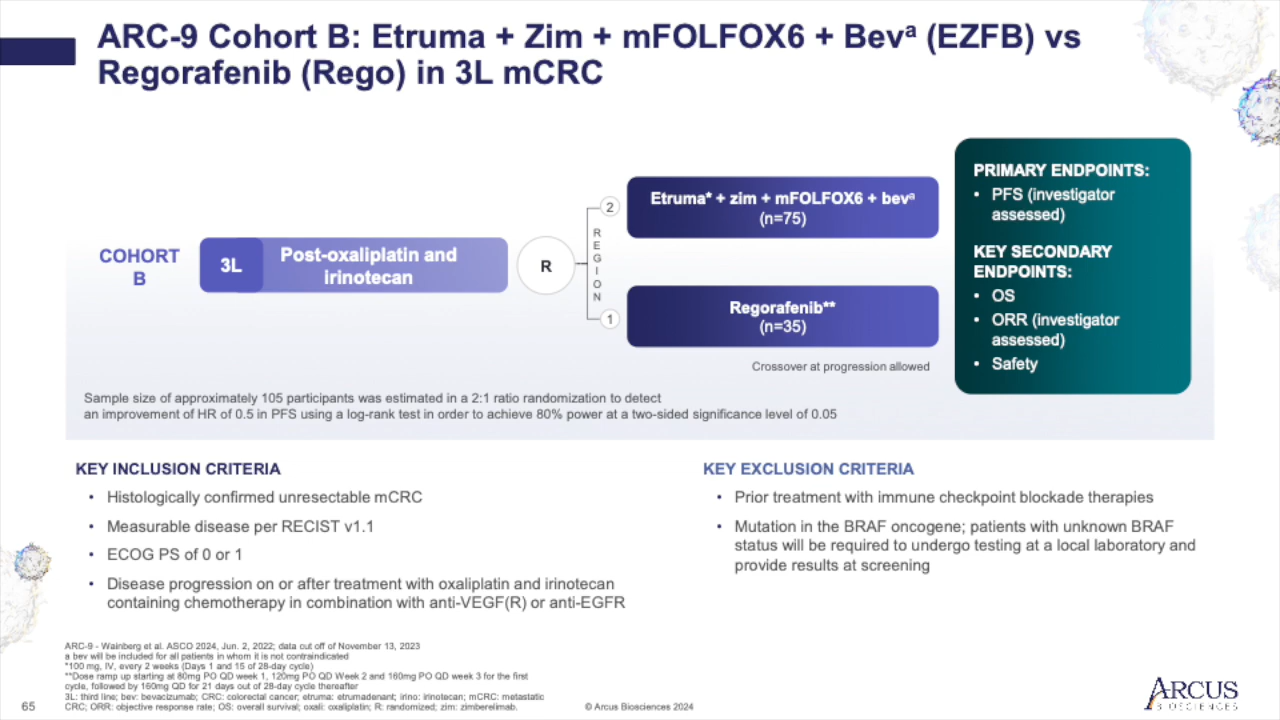 ARC-9 Cohort B: Etruma + Zim + mFOLFOX6 + Bevᵃ (EZFB) vs
Regorafenib (Rego) in 3L mCRC
COHORT
B
3L
Post-oxaliplatin and
irinotecan
R
REGION
2
1
Etruma* + zim + mFOLFOX6 + bevᵃ
(n=75)
Regorafenib**
(n=35)
Crossover at progression allowed
PRIMARY ENDPOINTS:
• PFS (investigator
assessed)
KEY SECONDARY
ENDPOINTS:
• OS
• ORR (investigator
assessed)
• Safety
Sample size of approximately 105 participants was estimated in a 2:1 ratio randomization to detect
an improvement of HR of 0.5 in PFS using a log-rank test in order to achieve 80% power at a two-sided significance level of 0.05
KEY INCLUSION CRITERIA
• Histologically confirmed unresectable mCRC
• Measurable disease per RECIST v1.1
• ECOG PS of 0 or 1
• Disease progression on or after treatment with oxaliplatin and irinotecan
containing chemotherapy in combination with anti-VEGF(R) or anti-EGFR
KEY EXCLUSION CRITERIA
• Prior treatment with immune checkpoint blockade therapies
• Mutation in the BRAF oncogene; patients with unknown BRAF
status will be required to undergo testing at a local laboratory and
provide results at screening
ARC-9 - Wainberg et al. ASCO 2024, Jun. 2, 2022; data cut off of November 13, 2023
a bev will be included for all patients in whom it is not contraindicated
*100 mg, IV, every 2 weeks (Days 1 and 15 of 28-day cycle)
**Dose ramp up starting at 80mg PO QD week 1, 120mg PO QD Week 2 and 160mg PO QD week 3 for the first
cycle, followed by 160mg QD for 21 days out of 28-day cycle thereafter
3L: third line; bev: bevacizumab; CRC: colorectal cancer; etruma: etrumadenant; irino: irinotecan; mCRC: metastatic
CRC; ORR: objective response rate; OS: overall survival; oxali: oxaliplatin; R: randomized; zim: zimberelimab.
65
© Arcus Biosciences 2024
ARCUS
BIOSCIENCES